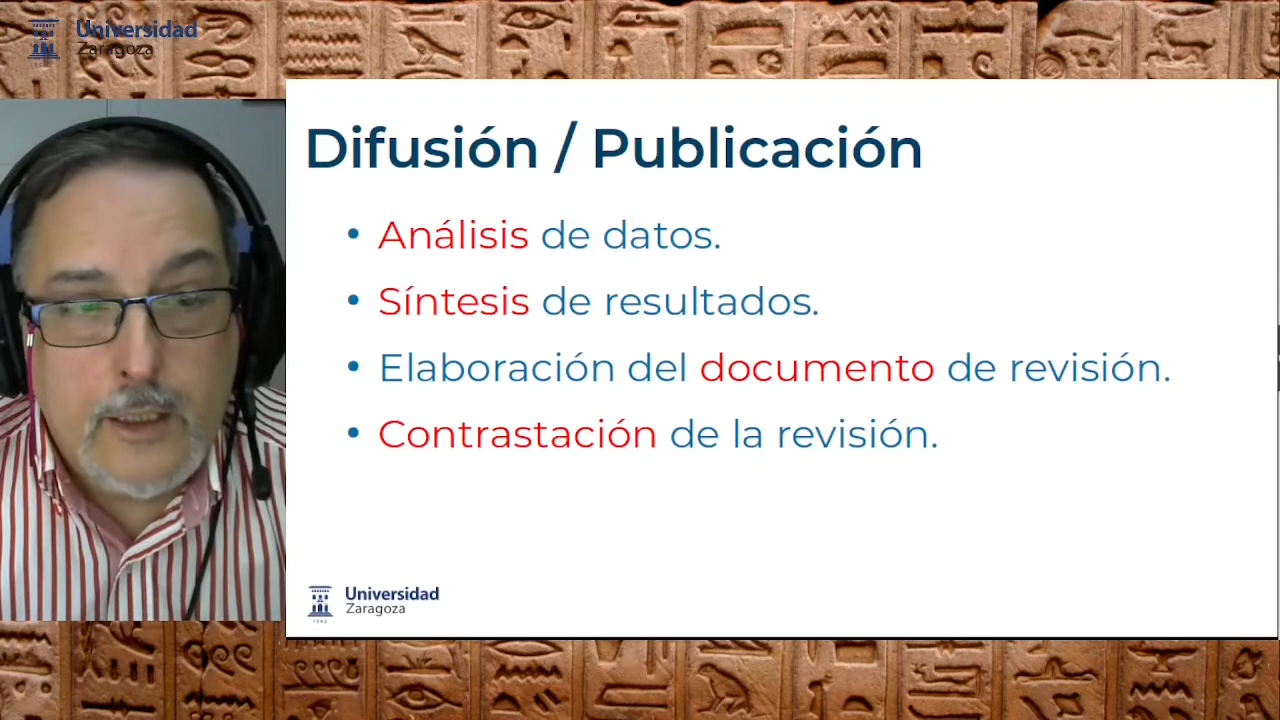 Universidad
Zaragoza
Difusión / Publicación
• Análisis de datos.
• Síntesis de resultados.
• Elaboración del documento de revisión.
• Contrastación de la revisión.
Universidad
Zaragoza
1542